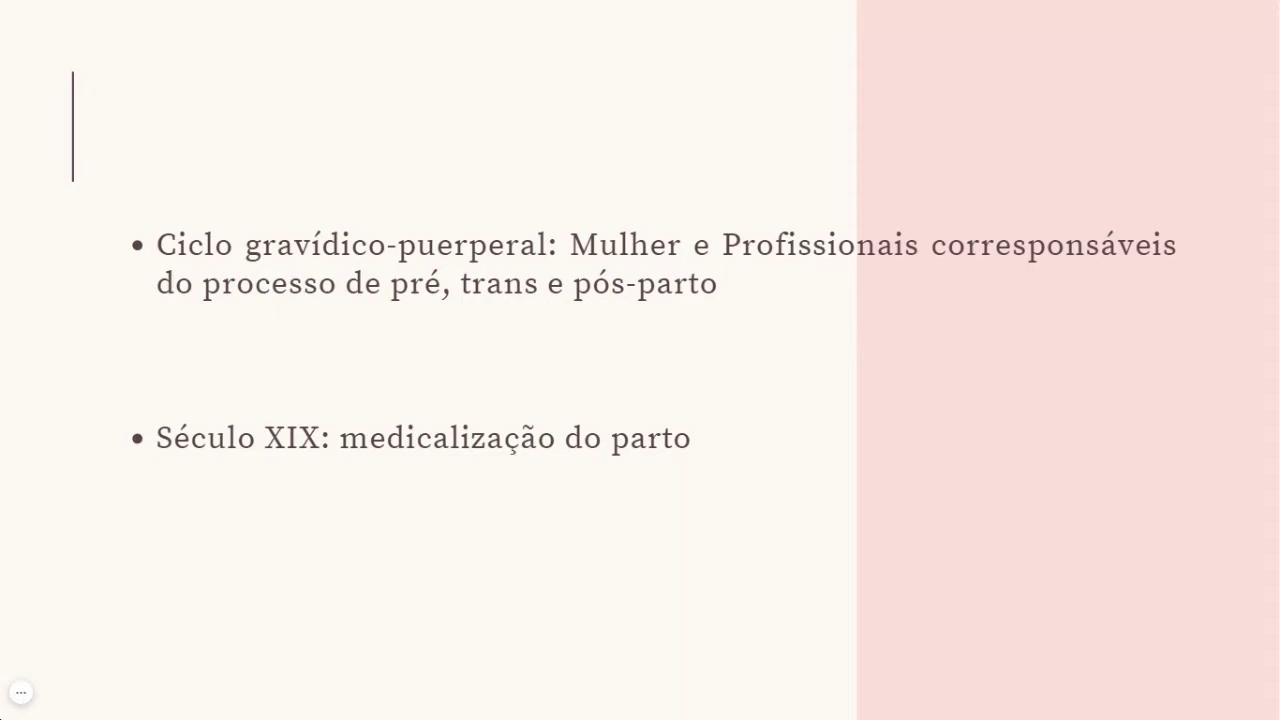 • Ciclo gravídico-puerperal: Mulher e Profissionais corresponsáveis
do processo de pré, trans e pós-parto
• Século XIX: medicalização do parto